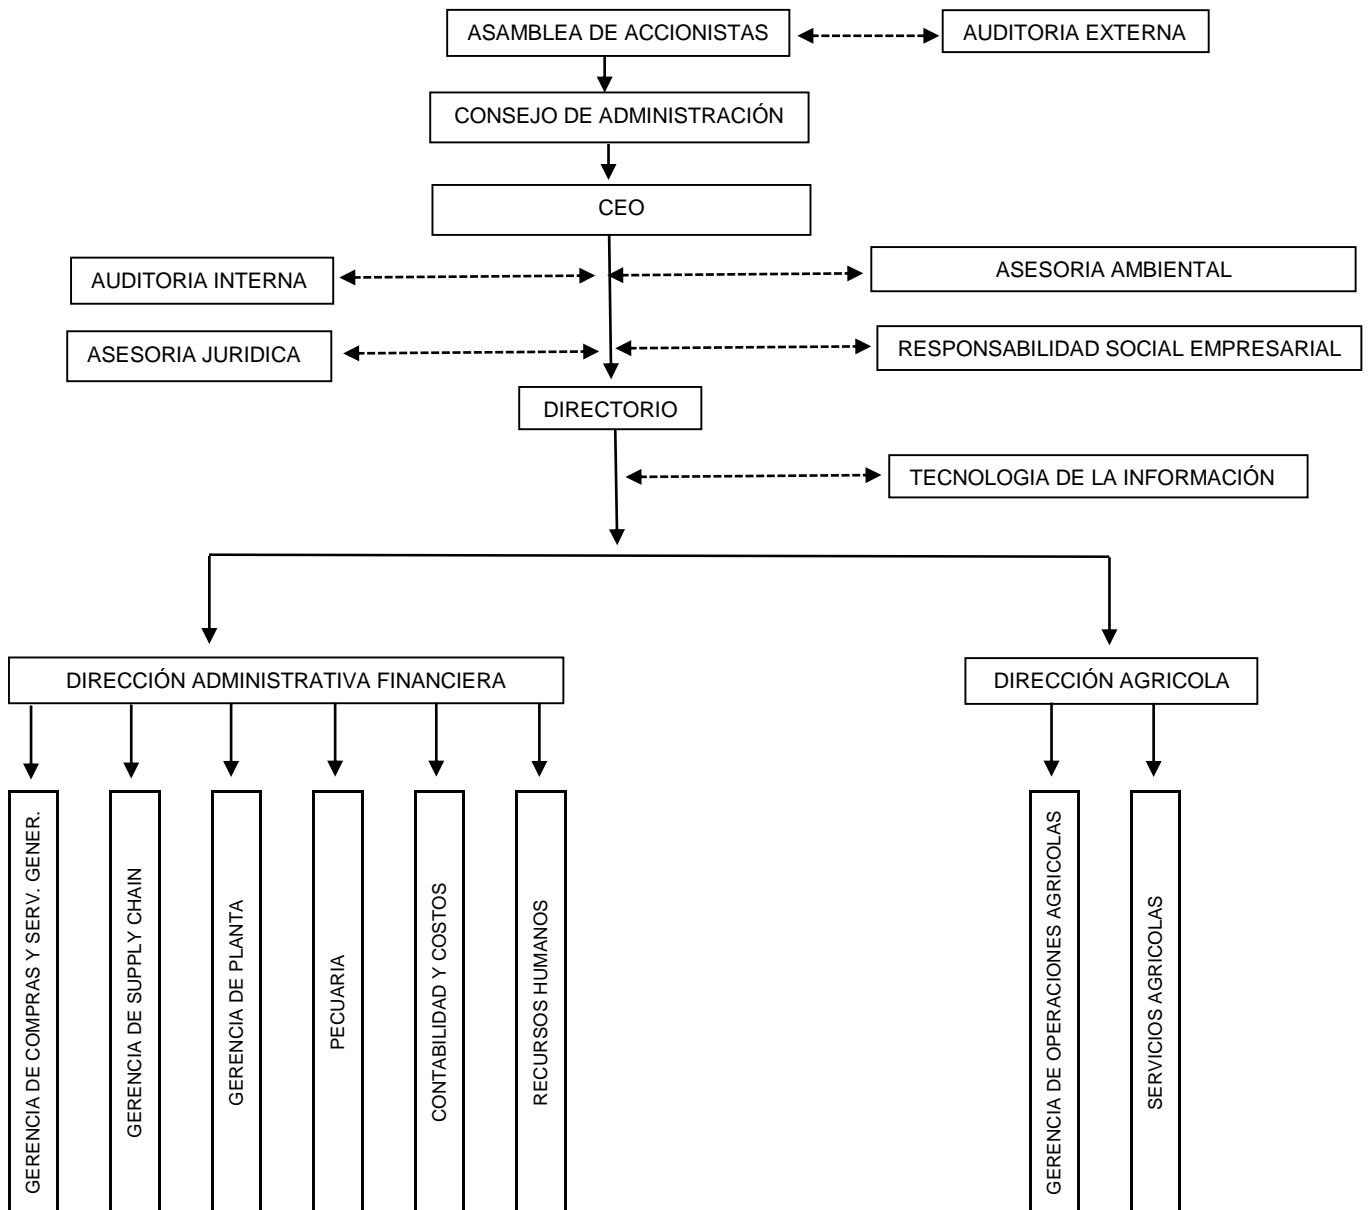 ASAMBLEA DE ACCIONISTAS
AUDITORIA EXTERNA
CONSEJO DE ADMINISTRACIÓN
CEO
AUDITORIA INTERNA
ASESORIA AMBIENTAL
ASESORIA JURIDICA
RESPONSABILIDAD SOCIAL EMPRESARIAL
DIRECTORIO
TECNOLOGIA DE LA INFORMACIÓN
DIRECCIÓN ADMINISTRATIVA FINANCIERA
DIRECCIÓN AGRICOLA
GERENCIA DE COMPRAS Y SERV. GENER.
GERENCIA DE SUPPLY CHAIN
GERENCIA DE PLANTA
PECUARIA
CONTABILIDAD Y COSTOS
RECURSOS HUMANOS
GERENCIA DE OPERACIONES AGRICOLAS
SERVICIOS AGRICOLAS